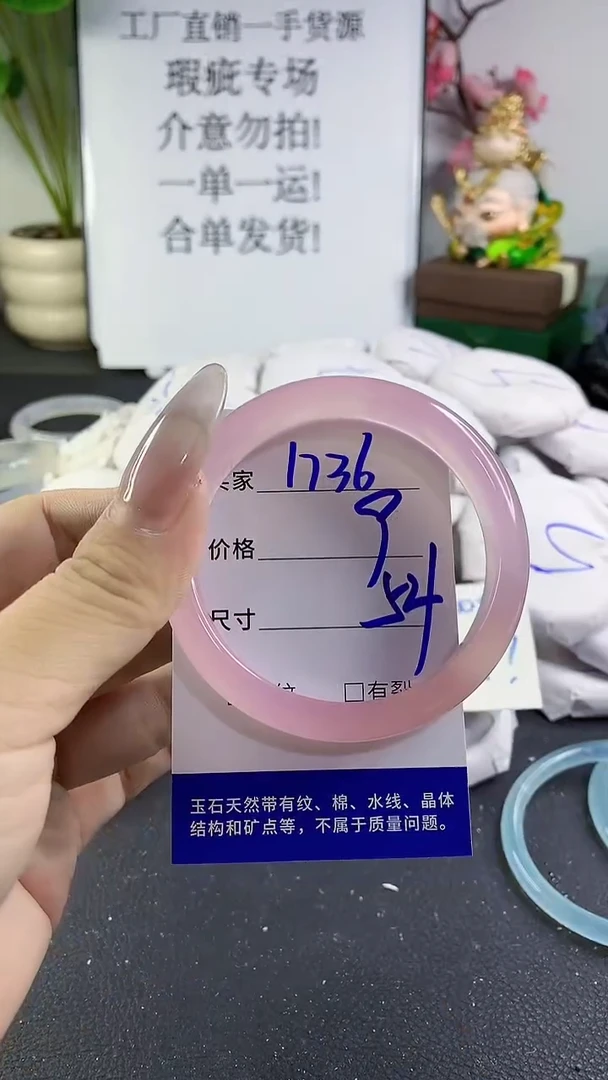 工厂直销一手货源
瑕疵专场
介意勿拍!
一单一运!
合单发货!
家 1736
价格 9
尺寸 54
纹 □有裂
玉石天然带有纹、棉、水线、晶体
结构和矿点等，不属于质量问题。